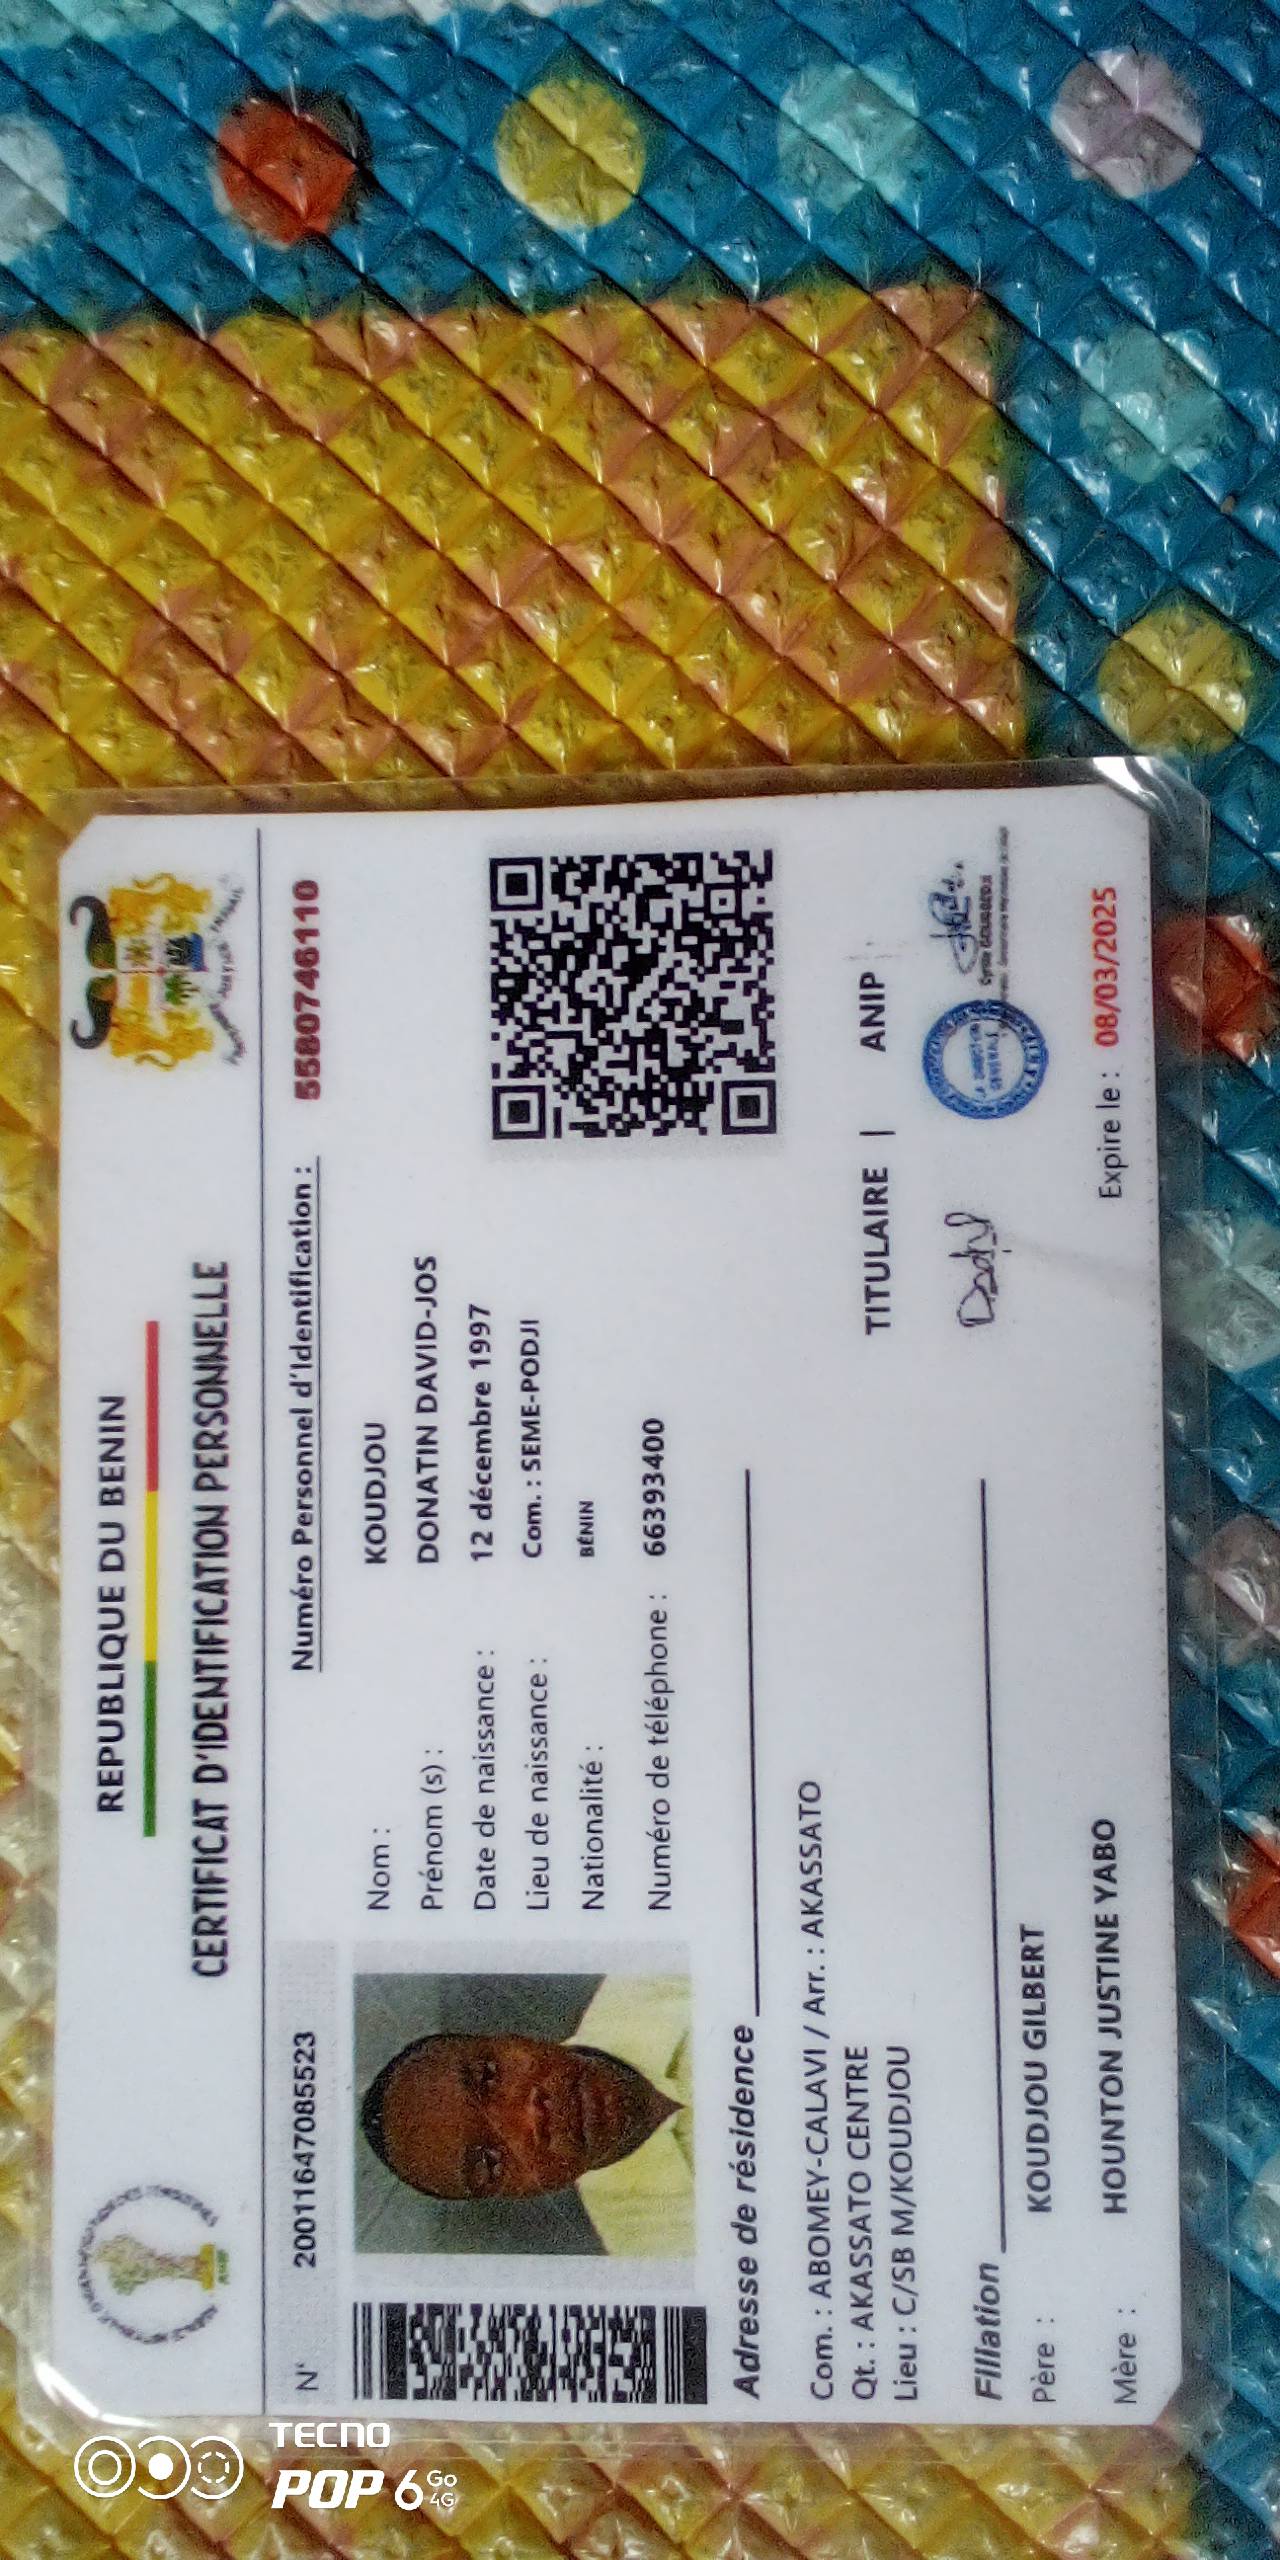 REPUBLIQUE DU BENIN
CERTIFICAT D'IDENTIFICATION PERSONNELLE
N° 20011647085523
Numéro Personnel d'Identification : 5580746110
Nom : KOUDJOU
Prénom (s) : DONATIN DAVID-JOS
Date de naissance : 12 décembre 1997
Lieu de naissance : Com. : SEME-PODJI
Nationalité : BÉNIN
Numéro de téléphone : 66393400
Adresse de résidence
Com. : ABOMEY-CALAVI / Arr. : AKASSATO
Qt. : AKASSATO CENTRE
Lieu : C/SB M/KOUDJOU
TITULAIRE | ANIP
Filiation
Père : KOUDJOU GILBERT
Mère : HOUNTON JUSTINE YABO
Expire le : 08/03/2025
TECNO
POP 6 Go
4G